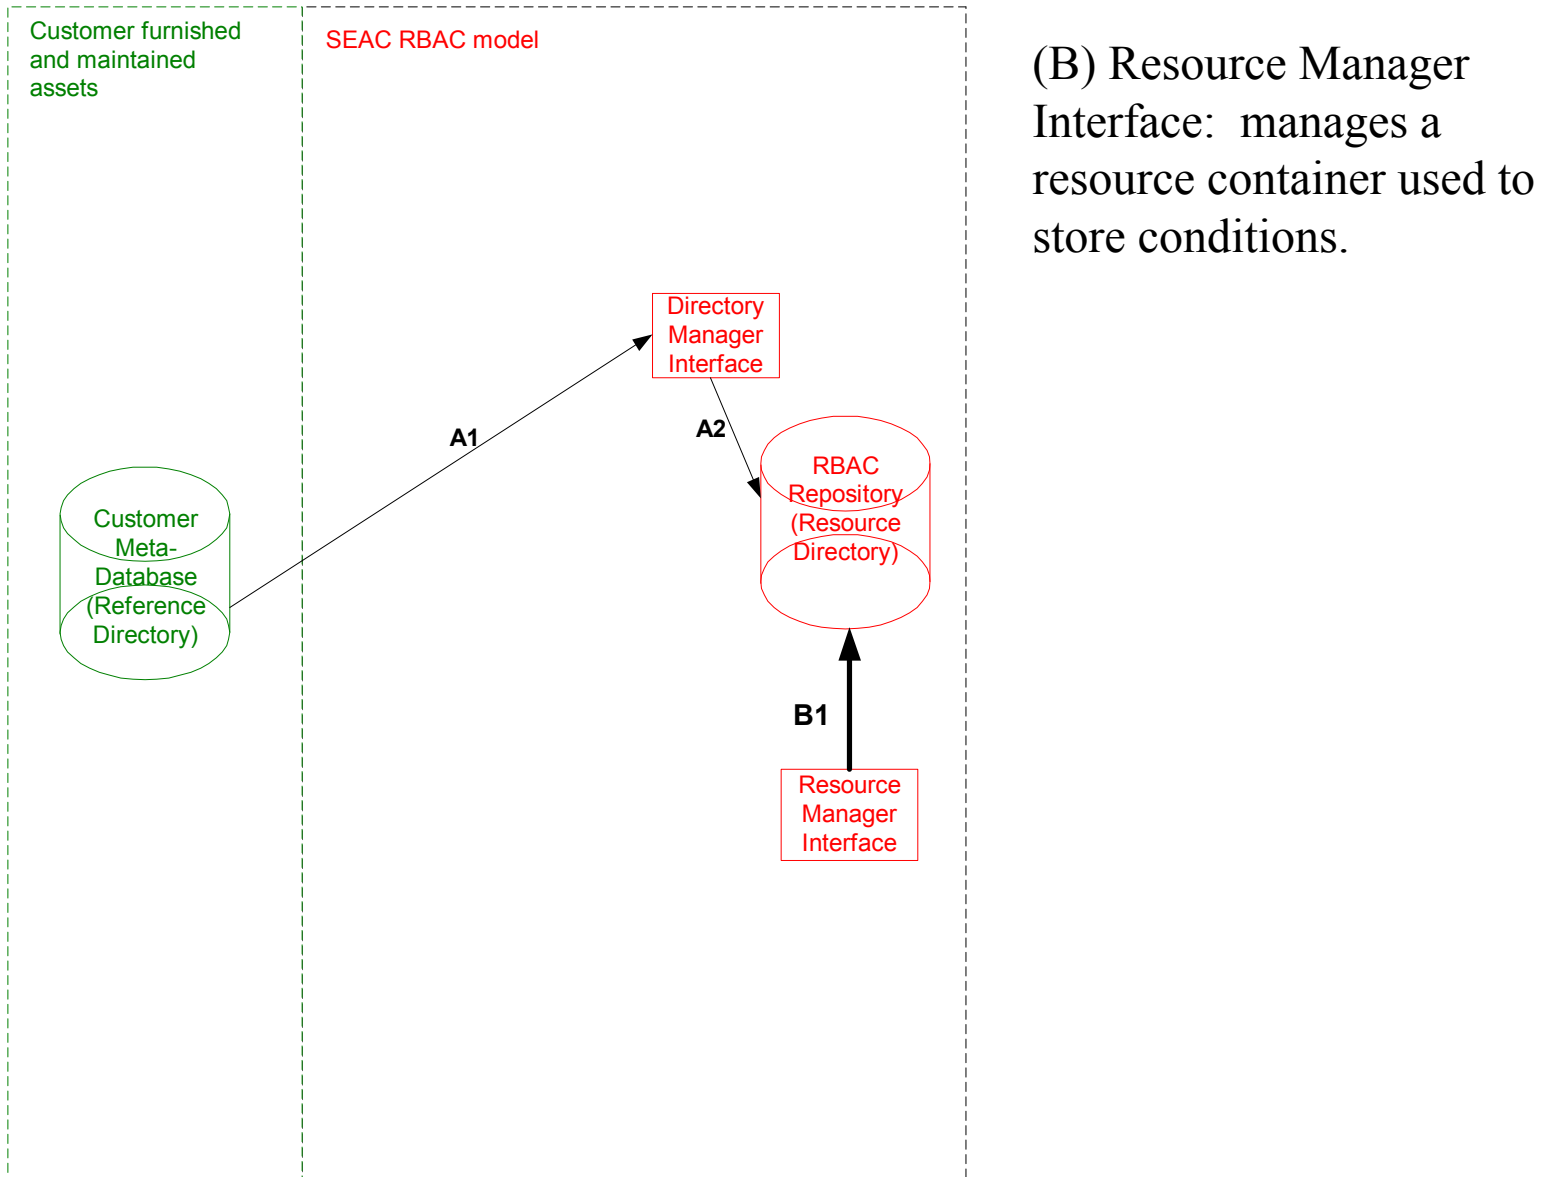 Customer furnished
and maintained
assets
SEAC RBAC model
(B) Resource Manager
Interface:  manages a
resource container used to
store conditions.
Directory
Manager
Interface
A1
A2
RBAC
Repository
(Resource
Directory)
Customer
Meta-
Database
(Reference
Directory)
B1
Resource
Manager
Interface